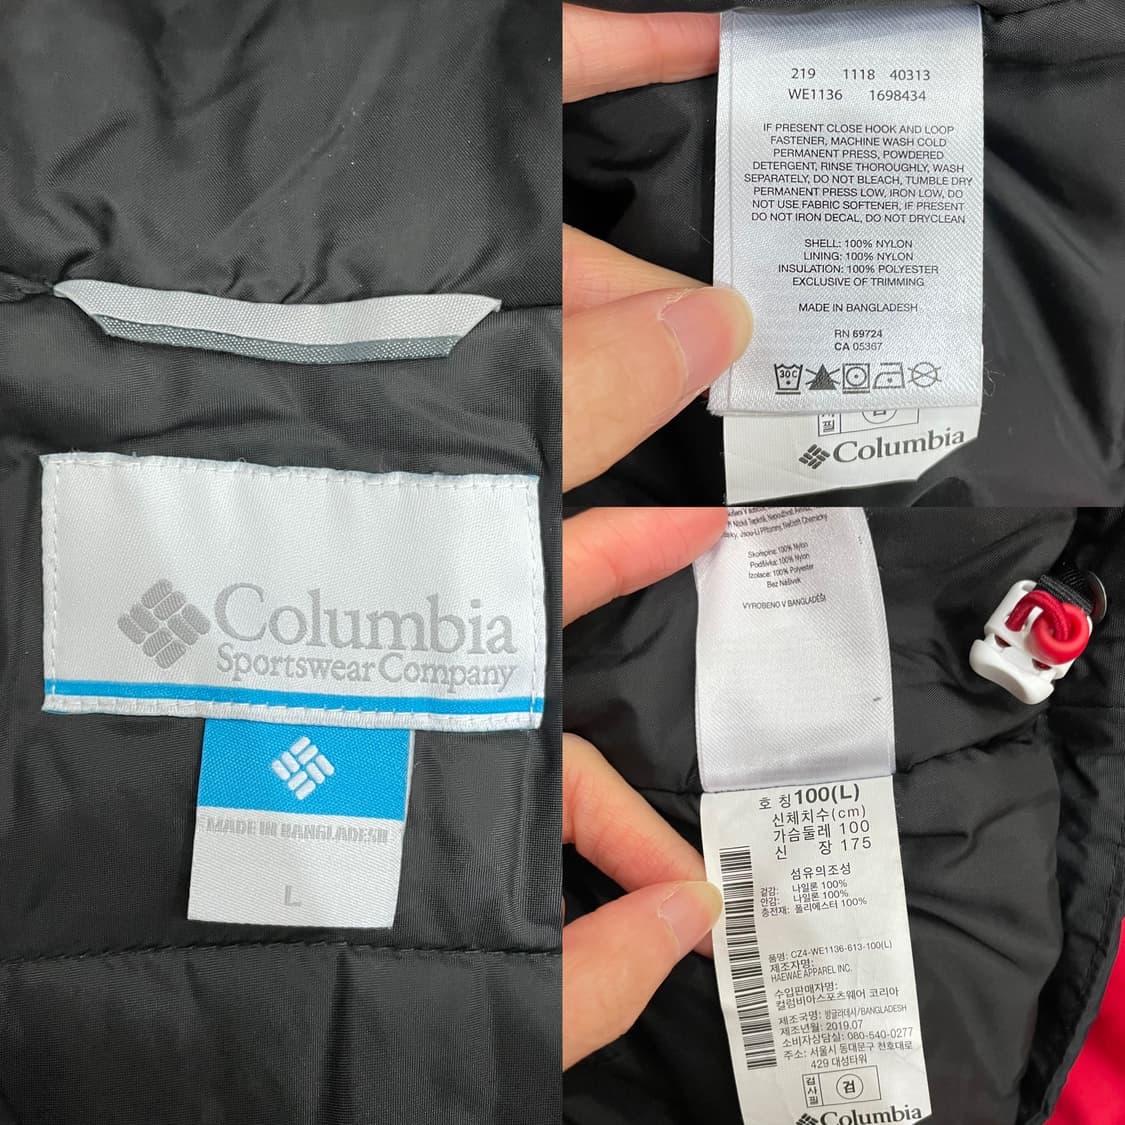 Columbia
Sportswear Company
MADE IN BANGLADESH
L
219 1118 40313
WE1136 1698434
IF PRESENT CLOSE HOOK AND LOOP
FASTENER, MACHINE WASH COLD
PERMANENT PRESS, POWDERED
DETERGENT, RINSE THOROUGHLY, WASH
SEPARATELY, DO NOT BLEACH, TUMBLE DRY
PERMANENT PRESS LOW, IRON LOW, DO
NOT USE FABRIC SOFTENER, IF PRESENT
DO NOT IRON DECAL, DO NOT DRYCLEAN
SHELL: 100% NYLON
LINING: 100% NYLON
INSULATION: 100% POLYESTER
EXCLUSIVE OF TRIMMING
MADE IN BANGLADESH
RN 69724
CA 05367
30C
Columbia
Jsou-Li Přítomny, Nečistit Chemicky
Skořepina: 100% Nylon
Podšívka: 100% Nylon
Izolace: 100% Polyester
Bez Nášivek
VYROBENO V BANGLADÉŠI
호 칭100(L)
신체치수(cm)
가슴둘레 100
신 장 175
섬유의조성
겉감: 나일론 100%
안감: 나일론 100%
충전재: 폴리에스터 100%
품명: CZ4-WE1136-613-100(L)
제조자명:
HAEWAE APPAREL INC.
수입판매자명:
컬럼비아스포츠웨어 코리아
제조국명: 방글라데시/BANGLADESH
제조년월: 2019.07
소비자상담실: 080-540-0277
주소: 서울시 동대문구 천호대로
429 대성타워
검사필 검
Columbia